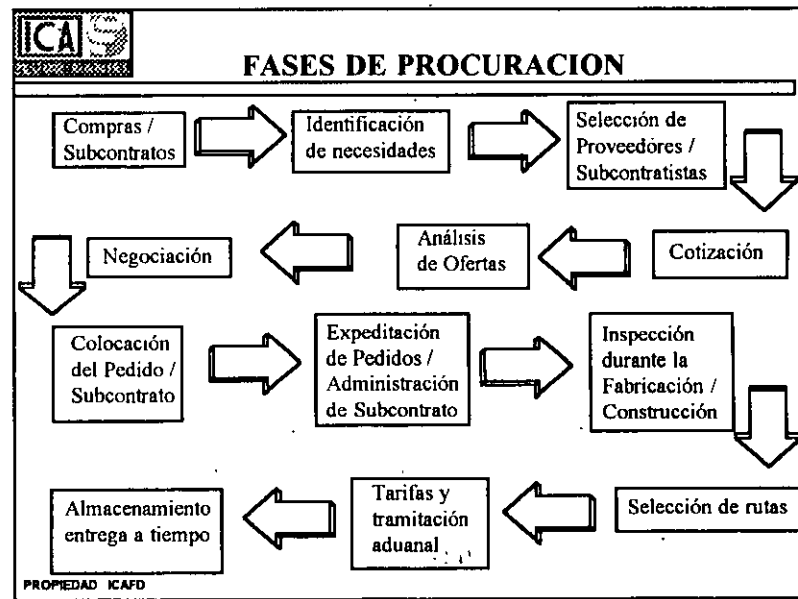 ICA
FASES DE PROCURACION
Compras /
Subcontratos
Identificación
de necesidades
Selección de
Proveedores /
Subcontratistas
Cotización
Análisis
de Ofertas
Negociación
Colocación
del Pedido /
Subcontrato
Expeditación
de Pedidos /
Administración
de Subcontrato
Inspección
durante la
Fabricación /
Construcción
Selección de rutas
Tarifas y
tramitación
aduanal
Almacenamiento
entrega a tiempo
PROPIEDAD ICAFD